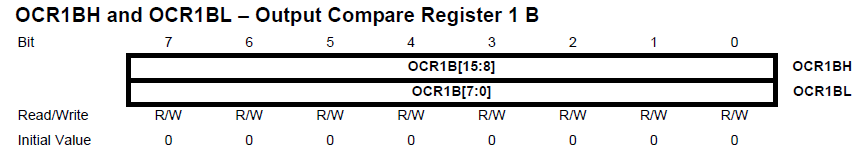 OCR1BH and OCR1BL – Output Compare Register 1 B
Bit 7 6 5 4 3 2 1 0
OCR1B[15:8] OCR1BH
OCR1B[7:0] OCR1BL
Read/Write R/W R/W R/W R/W R/W R/W R/W R/W
Initial Value 0 0 0 0 0 0 0 0